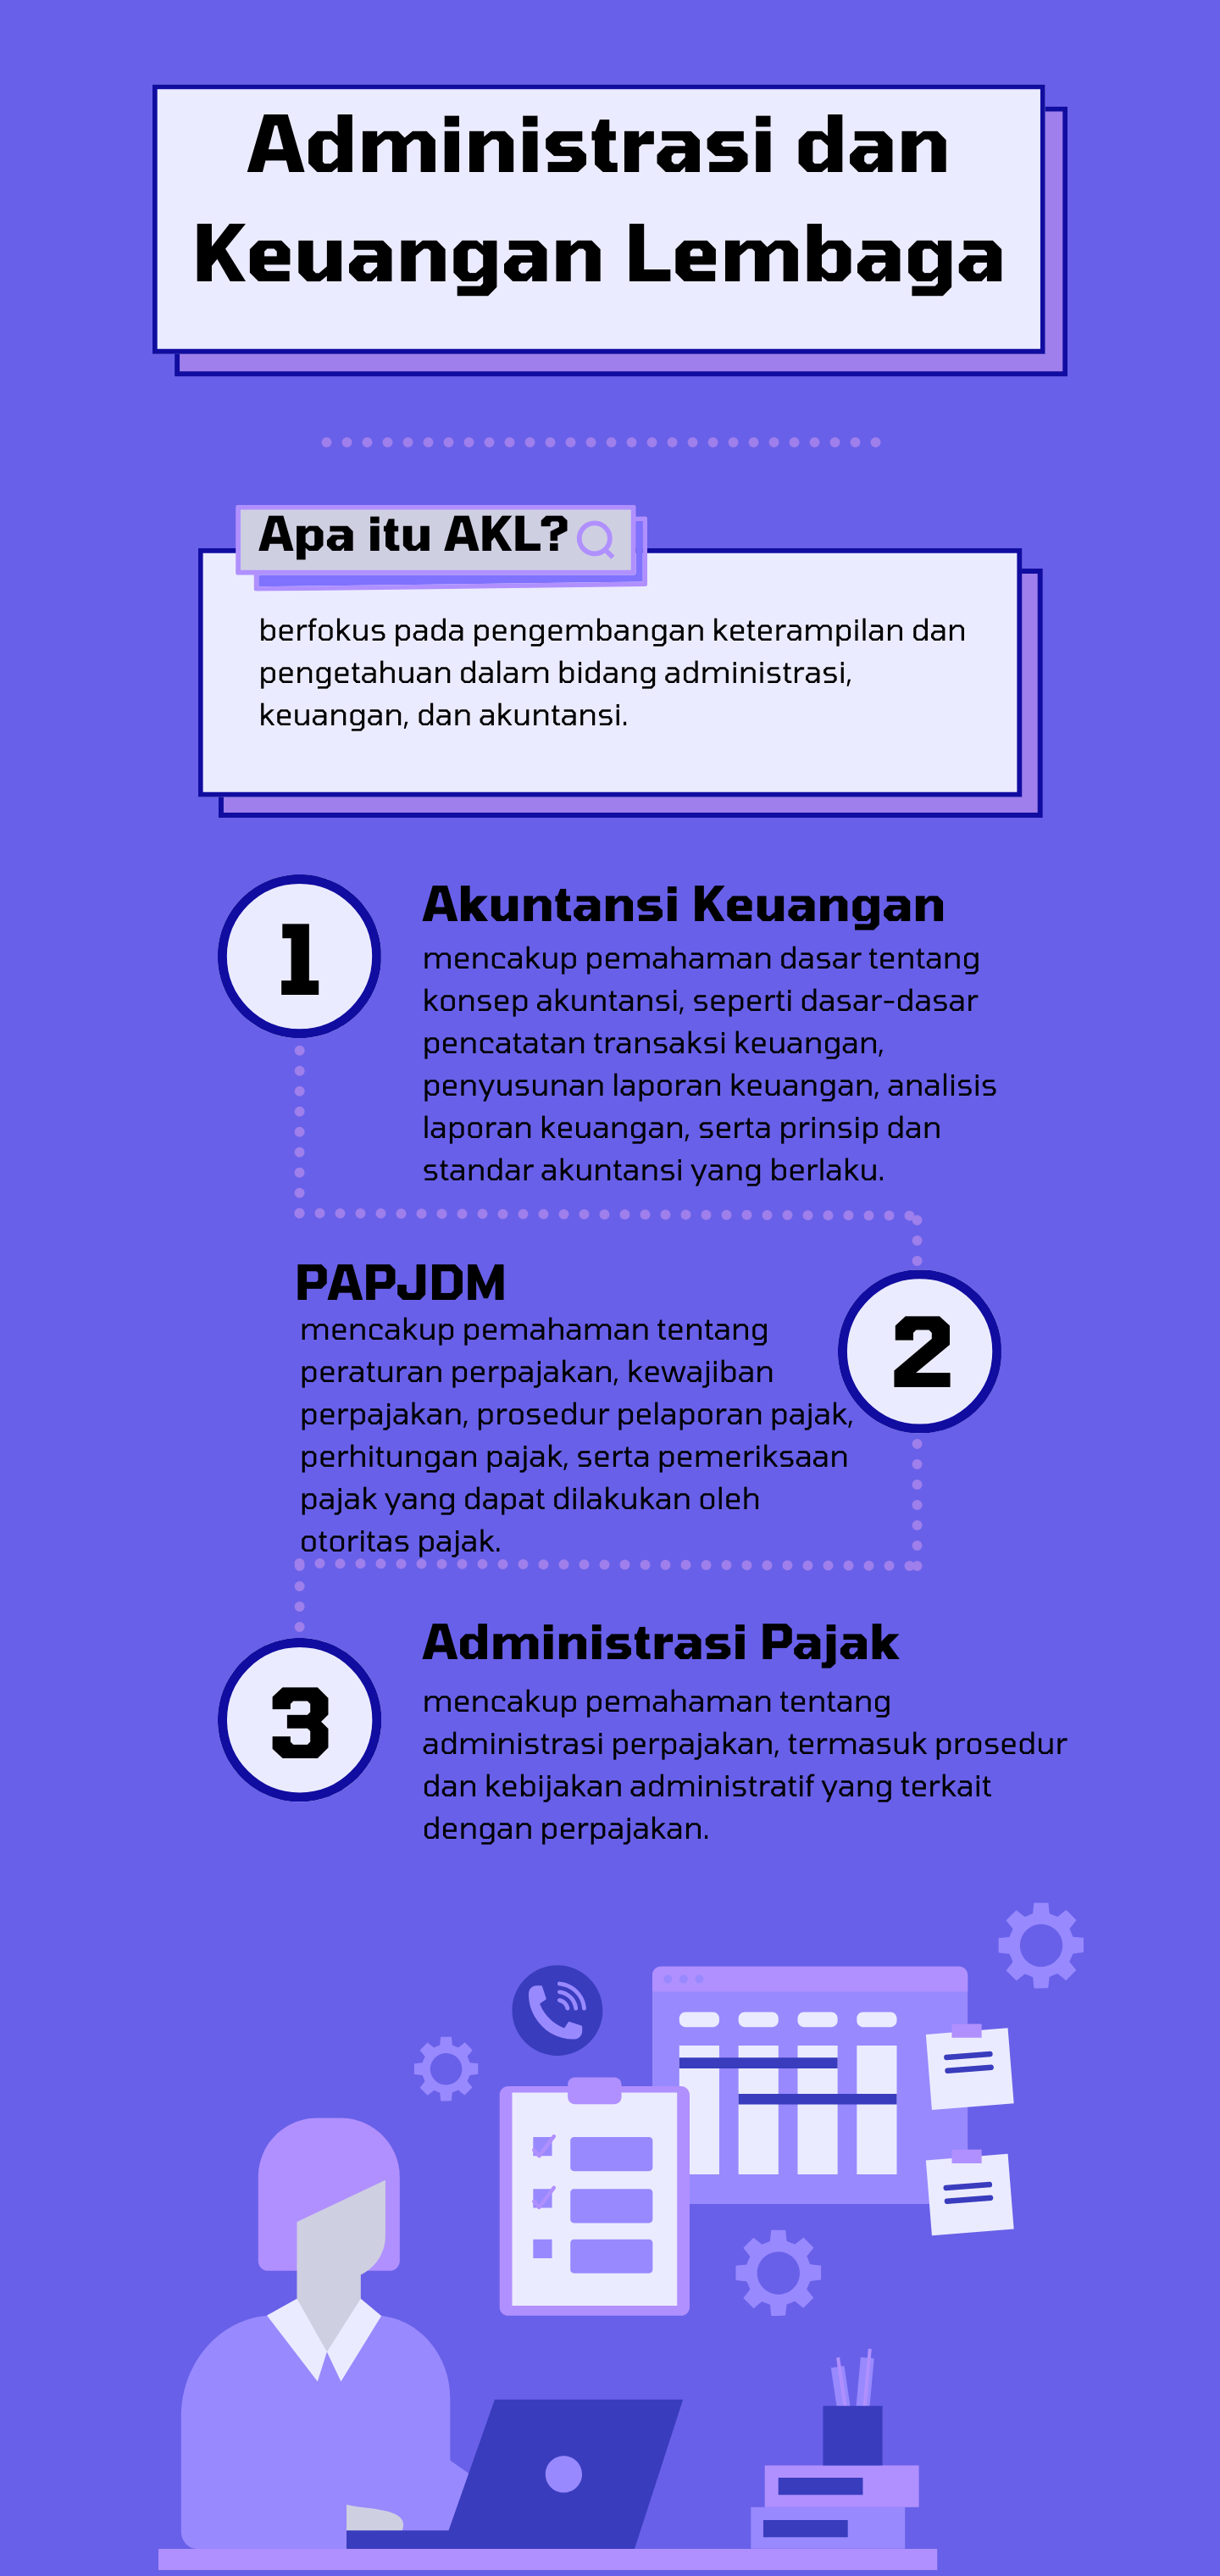 Administrasi dan
Keuangan Lembaga
Apa itu AKL?
berfokus pada pengembangan keterampilan dan
pengetahuan dalam bidang administrasi,
keuangan, dan akuntansi.
1
Akuntansi Keuangan
mencakup pemahaman dasar tentang
konsep akuntansi, seperti dasar-dasar
pencatatan transaksi keuangan,
penyusunan laporan keuangan, analisis
laporan keuangan, serta prinsip dan
standar akuntansi yang berlaku.
PAPJDM
2
mencakup pemahaman tentang
peraturan perpajakan, kewajiban
perpajakan, prosedur pelaporan pajak,
perhitungan pajak, serta pemeriksaan
pajak yang dapat dilakukan oleh
otoritas pajak.
3
Administrasi Pajak
mencakup pemahaman tentang
administrasi perpajakan, termasuk prosedur
dan kebijakan administratif yang terkait
dengan perpajakan.